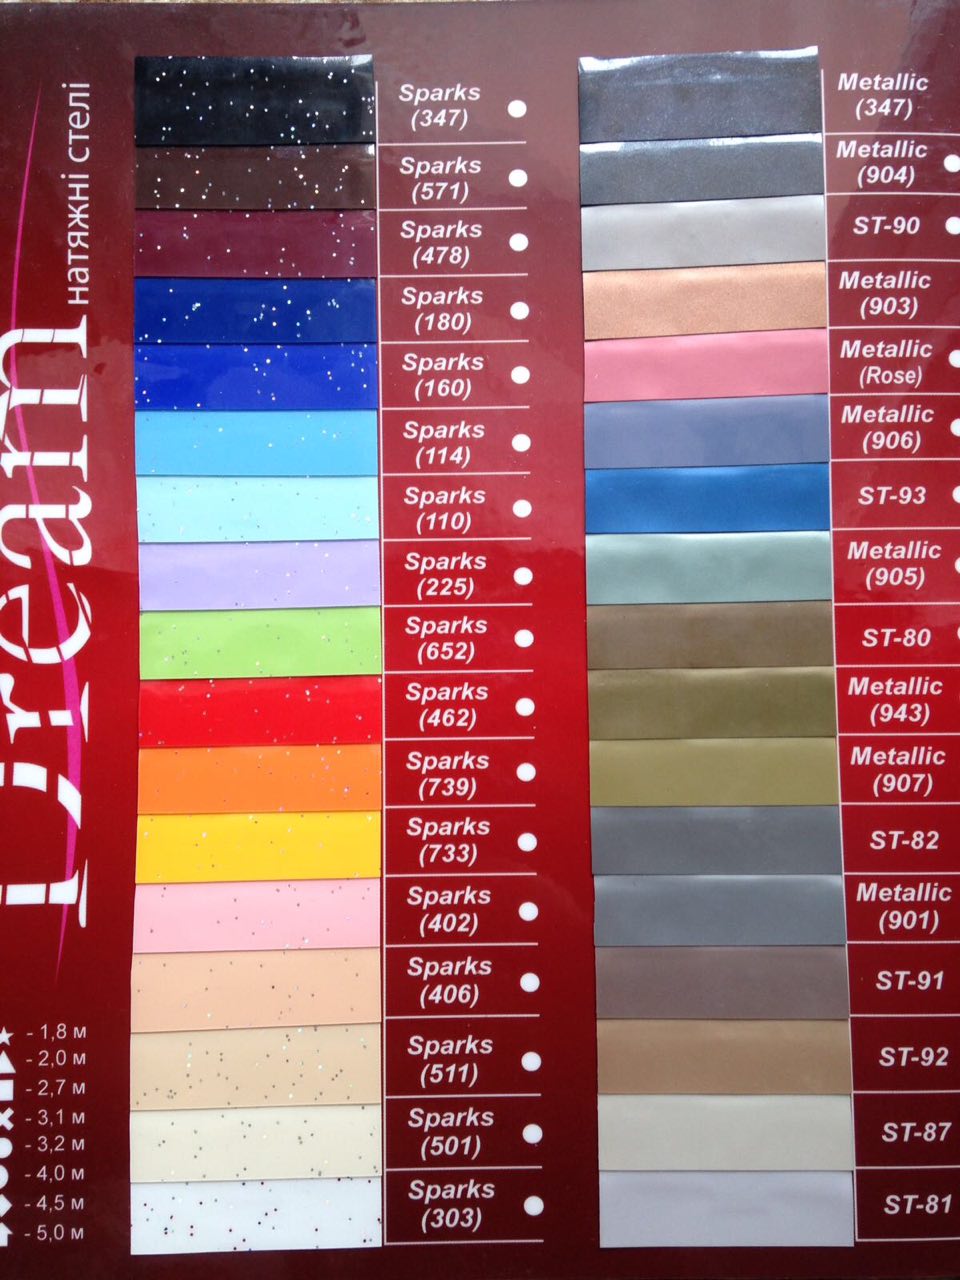 Dream
натяжні стелі
- 1,8 м
- 2,0 м
- 2,7 м
- 3,1 м
- 3,2 м
- 4,0 м
- 4,5 м
- 5,0 м
Sparks
(347)
Sparks
(571)
Sparks
(478)
Sparks
(180)
Sparks
(160)
Sparks
(114)
Sparks
(110)
Sparks
(225)
Sparks
(652)
Sparks
(462)
Sparks
(739)
Sparks
(733)
Sparks
(402)
Sparks
(406)
Sparks
(511)
Sparks
(501)
Sparks
(303)
Metallic
(347)
Metallic
(904)
ST-90
Metallic
(903)
Metallic
(Rose)
Metallic
(906)
ST-93
Metallic
(905)
ST-80
Metallic
(943)
Metallic
(907)
ST-82
Metallic
(901)
ST-91
ST-92
ST-87
ST-81